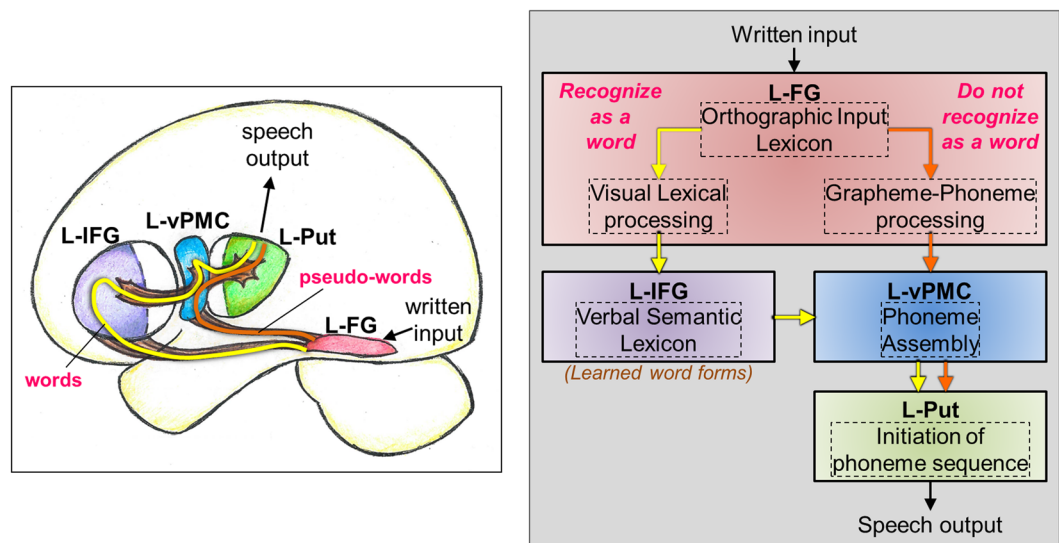 speech
output
L-vPMC
L-IFG
L-Put
pseudo-words
L-FG
written
input
words
Written input
L-FG
Recognize
as a
word
Orthographic Input
Lexicon
Do not
recognize
as a word
Visual Lexical
processing
Grapheme-Phoneme
processing
L-IFG
Verbal Semantic
Lexicon
(Learned word forms)
L-vPMC
Phoneme
Assembly
L-Put
Initiation of
phoneme sequence
Speech output